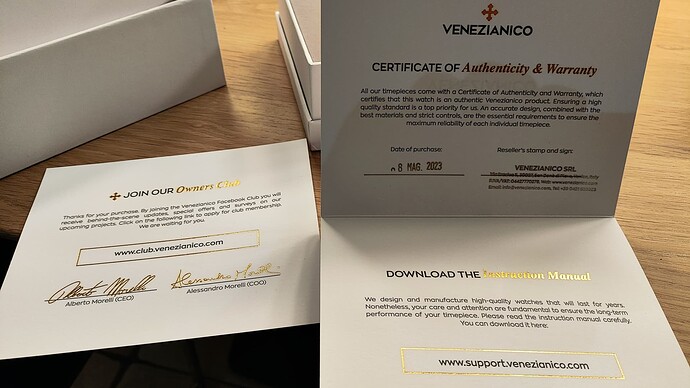 JOIN OUR Owners Club
Thanks for your purchase. By joining the Venezianico Facebook Club you will
receive behind-the-scene updates, special offers and surveys on our
upcoming projects. Click on the following link to apply for club membership.
We are waiting for you.
www.club.venezianico.com
Alberto Morelli Alessandro Morelli
Alberto Morelli (CEO) Alessandro Morelli (COO)
VENEZIANICO
CERTIFICATE OF Authenticity & Warranty
All our timepieces come with a Certificate of Authenticity and Warranty, which
certifies that this watch is an authentic Venezianico product. Ensuring a high
quality standard is a top priority for us. An accurate design, combined with the
best materials and strict controls, are the essential requirements to ensure the
maximum reliability of each individual timepiece.
Date of purchase: Reseller's stamp and sign:
08 MAG. 2023 VENEZIANICO SRL
DOWNLOAD THE Instruction Manual
We design and manufacture high-quality watches that will last for years.
Nonetheless, your care and attention are fundamental to ensure the long-term
performance of your timepiece. Please read the instruction manual carefully.
You can download it here:
www.support.venezianico.com